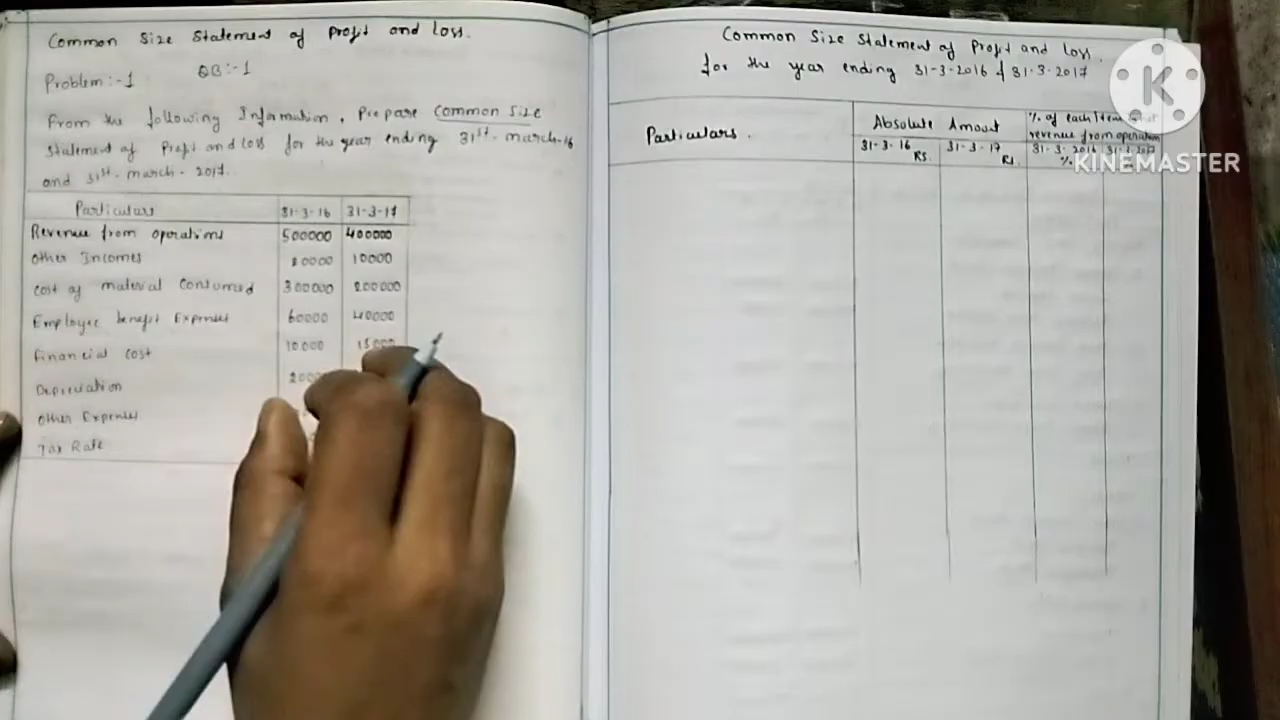 Common Size Statement of Profit and Loss.
Problem:-1 QB:-1
From the following Information, Prepare Common Size
Statement of Profit and Loss for the year ending 31st-march-16
and 31st-march-2017.
Particulars 31-3-16 31-3-17
Revenue from operations 500000 400000
Other Incomes 10000
Cost of material Consumed 300000 200000
Employee benefit Expenses 60000 40000
Financial Cost 10000 15000
Depreciation
Other Expenses
Tax Rate
Common Size Statement of Profit and Loss.
for the year ending 31-3-2016 & 31-3-2017
Particulars.
Absolute Amount
31-3-16 RS. 31-3-17 RS.
% of each Item
revenue from operation
31-3-2016 % 31-3-2017
K
KINEMASTER